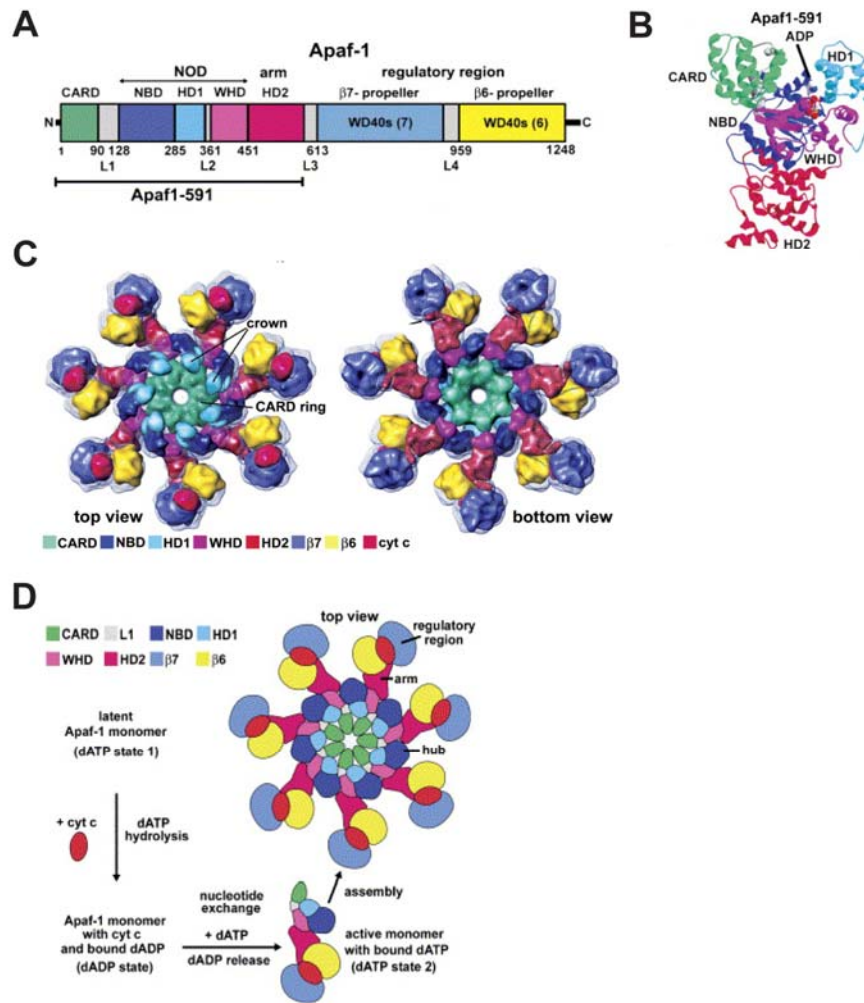 A
Apaf-1
NOD
arm
regulatory region
CARD NBD HD1 WHD HD2 β7- propeller β6- propeller
N WD40s (7) WD40s (6) C
1 90 128 285 361 451 613 959 1248
L1 L2 L3 L4
Apaf1-591
B
Apaf1-591
ADP
CARD
HD1
NBD
WHD
HD2
C
crown
CARD ring
top view
bottom view
CARD NBD HD1 WHD HD2 β7 β6 cyt c
D
CARD L1 NBD HD1
WHD HD2 β7 β6
top view
regulatory
region
arm
hub
latent
Apaf-1 monomer
(dATP state 1)
+ cyt c
dATP
hydrolysis
Apaf-1 monomer
with cyt c
and bound dADP
(dADP state)
nucleotide
exchange
+ dATP
dADP release
assembly
active monomer
with bound dATP
(dATP state 2)